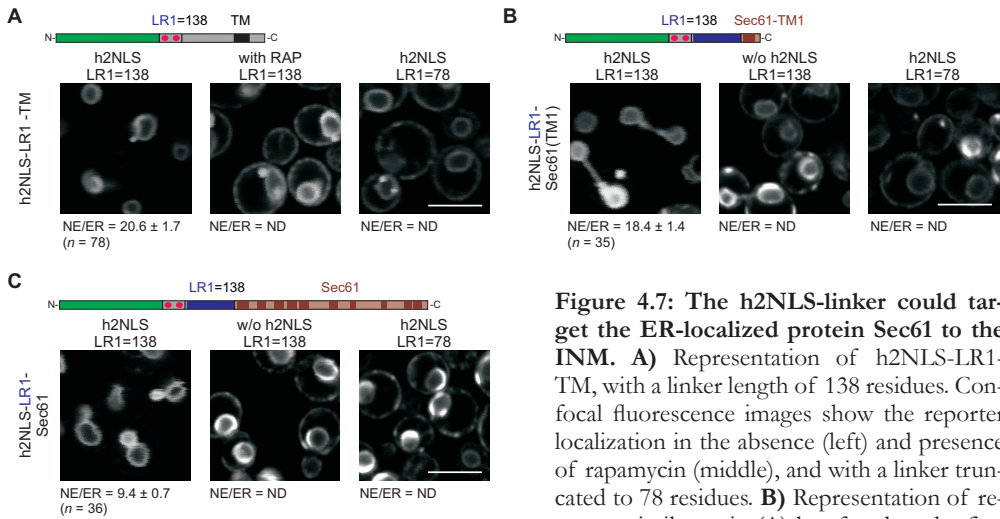 A
LR1=138 TM
N- -C
h2NLS
LR1=138
with RAP
LR1=138
h2NLS
LR1=78
h2NLS-LR1 -TM
NE/ER = 20.6 ± 1.7
(n = 78)
NE/ER = ND
NE/ER = ND
B
LR1=138 Sec61-TM1
N- -C
h2NLS
LR1=138
w/o h2NLS
LR1=138
h2NLS
LR1=78
h2NLS-LR1-
Sec61(TM1)
NE/ER = 18.4 ± 1.4
(n = 35)
NE/ER = ND
NE/ER = ND
C
LR1=138 Sec61
N- -C
h2NLS
LR1=138
w/o h2NLS
LR1=138
h2NLS
LR1=78
h2NLS-LR1-
Sec61
NE/ER = 9.4 ± 0.7
(n = 36)
NE/ER = ND
NE/ER = ND
Figure 4.7: The h2NLS-linker could tar-
get the ER-localized protein Sec61 to the
INM. A) Representation of h2NLS-LR1-
TM, with a linker length of 138 residues. Con-
focal fluorescence images show the reporter
localization in the absence (left) and presence
of rapamycin (middle), and with a linker trun-
cated to 78 residues. B) Representation of re-